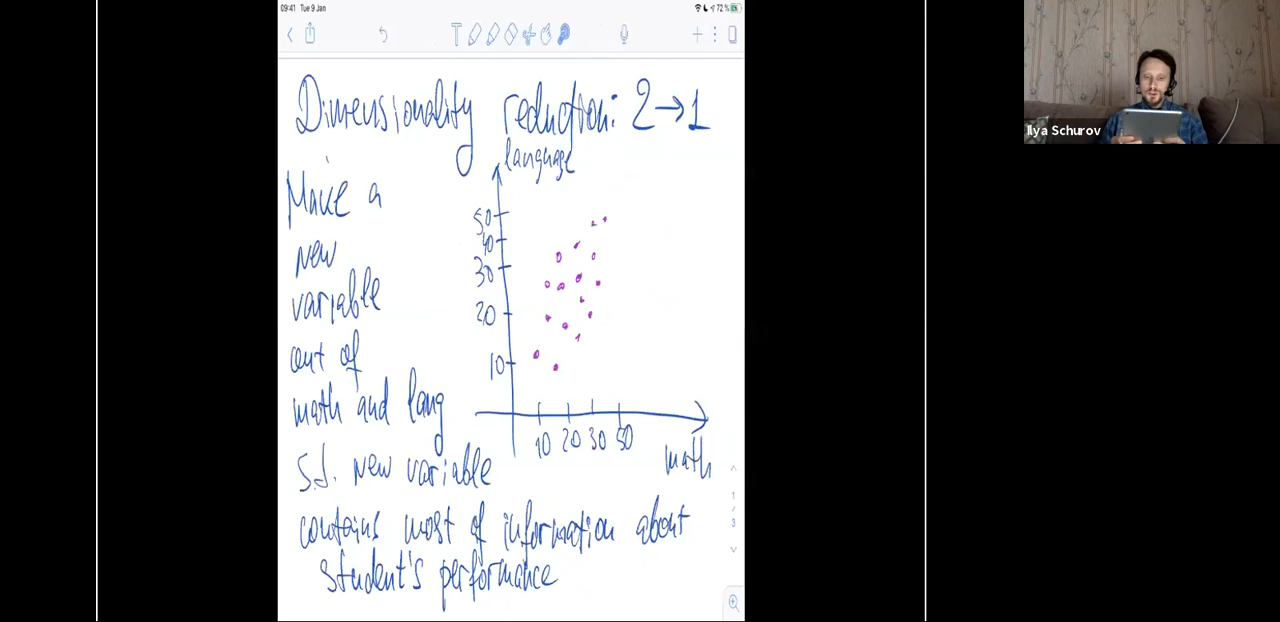 09:41 Tue 9 Jan
72 %
Dimensionality reduction: 2→1
language
Make a
new
variable
out of
math and lang
s.t. new variable
contains most of information about
student's performance
50
40
30
20
10
10 20 30 50
math
1
/
3
Ilya Schurov